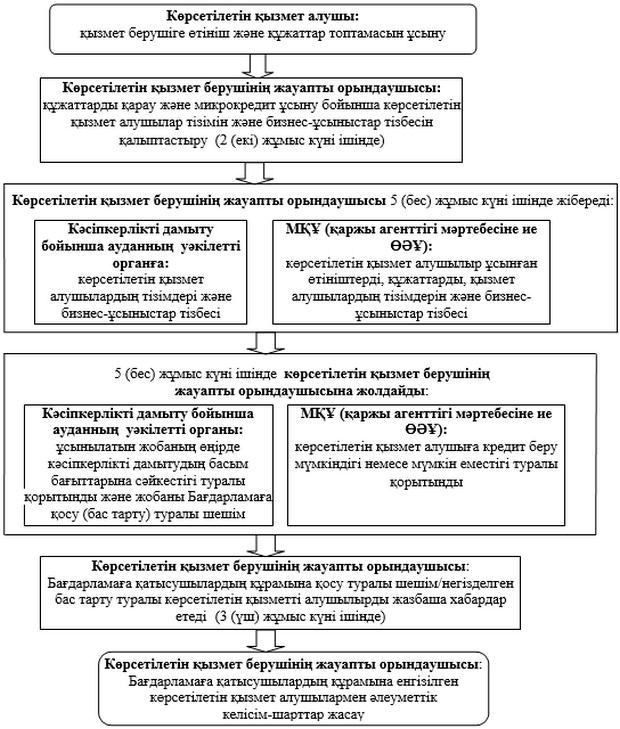 Көрсетілетін қызмет алушы:
қызмет берушіге өтініш және құжаттар топтамасын ұсыну
Көрсетілетін қызмет берушінің жауапты орындаушысы:
құжаттарды қарау және микрокредит ұсыну бойынша көрсетілетін
қызмет алушылар тізімін және бизнес-ұсыныстар тізбесін
қалыптастыру (2 (екі) жұмыс күні ішінде)
Көрсетілетін қызмет берушінің жауапты орындаушысы 5 (бес) жұмыс күні ішінде жібереді:
Кәсіпкерлікті дамыту
бойынша ауданның уәкілетті
органға:
көрсетілетін қызмет
алушылардың тізімдері және
бизнес-ұсыныстар тізбесі
МҚҰ (қаржы агенттігі мәртебесіне ие
ӨӘҰ):
көрсетілетін қызмет алушылыр ұсынған
өтініштерді, құжаттарды, қызмет
алушылардың тізімдерін және бизнес-
ұсыныстар тізбесі
5 (бес) жұмыс күні ішінде көрсетілетін қызмет берушінің
жауапты орындаушысына жолдайды:
Кәсіпкерлікті дамыту бойынша
ауданның уәкілетті органы:
ұсынылатын жобаның өңірде
кәсіпкерлікті дамытудың басым
бағыттарына сәйкестігі туралы
қорытынды және жобаны Бағдарламаға
қосу (бас тарту) туралы шешім
МҚҰ (қаржы агенттігі мәртебесіне ие
ӨӘҰ):
көрсетілетін қызмет алушыға кредит беру
мүмкіндігі немесе мүмкін еместігі туралы
қорытынды
Көрсетілетін қызмет берушінің жауапты орындаушысы:
Бағдарламаға қатысушылардың құрамына қосу туралы шешім/негізделген
бас тарту туралы көрсетілетін қызметті алушылырды жазбаша хабардар
етеді (3 (үш) жұмыс күні ішінде)
Көрсетілетін қызмет берушінің жауапты орындаушысы:
Бағдарламаға қатысушылардың құрамына енгізілген
көрсетілетін қызмет алушылармен әлеуметтік
келісім-шарттар жасау